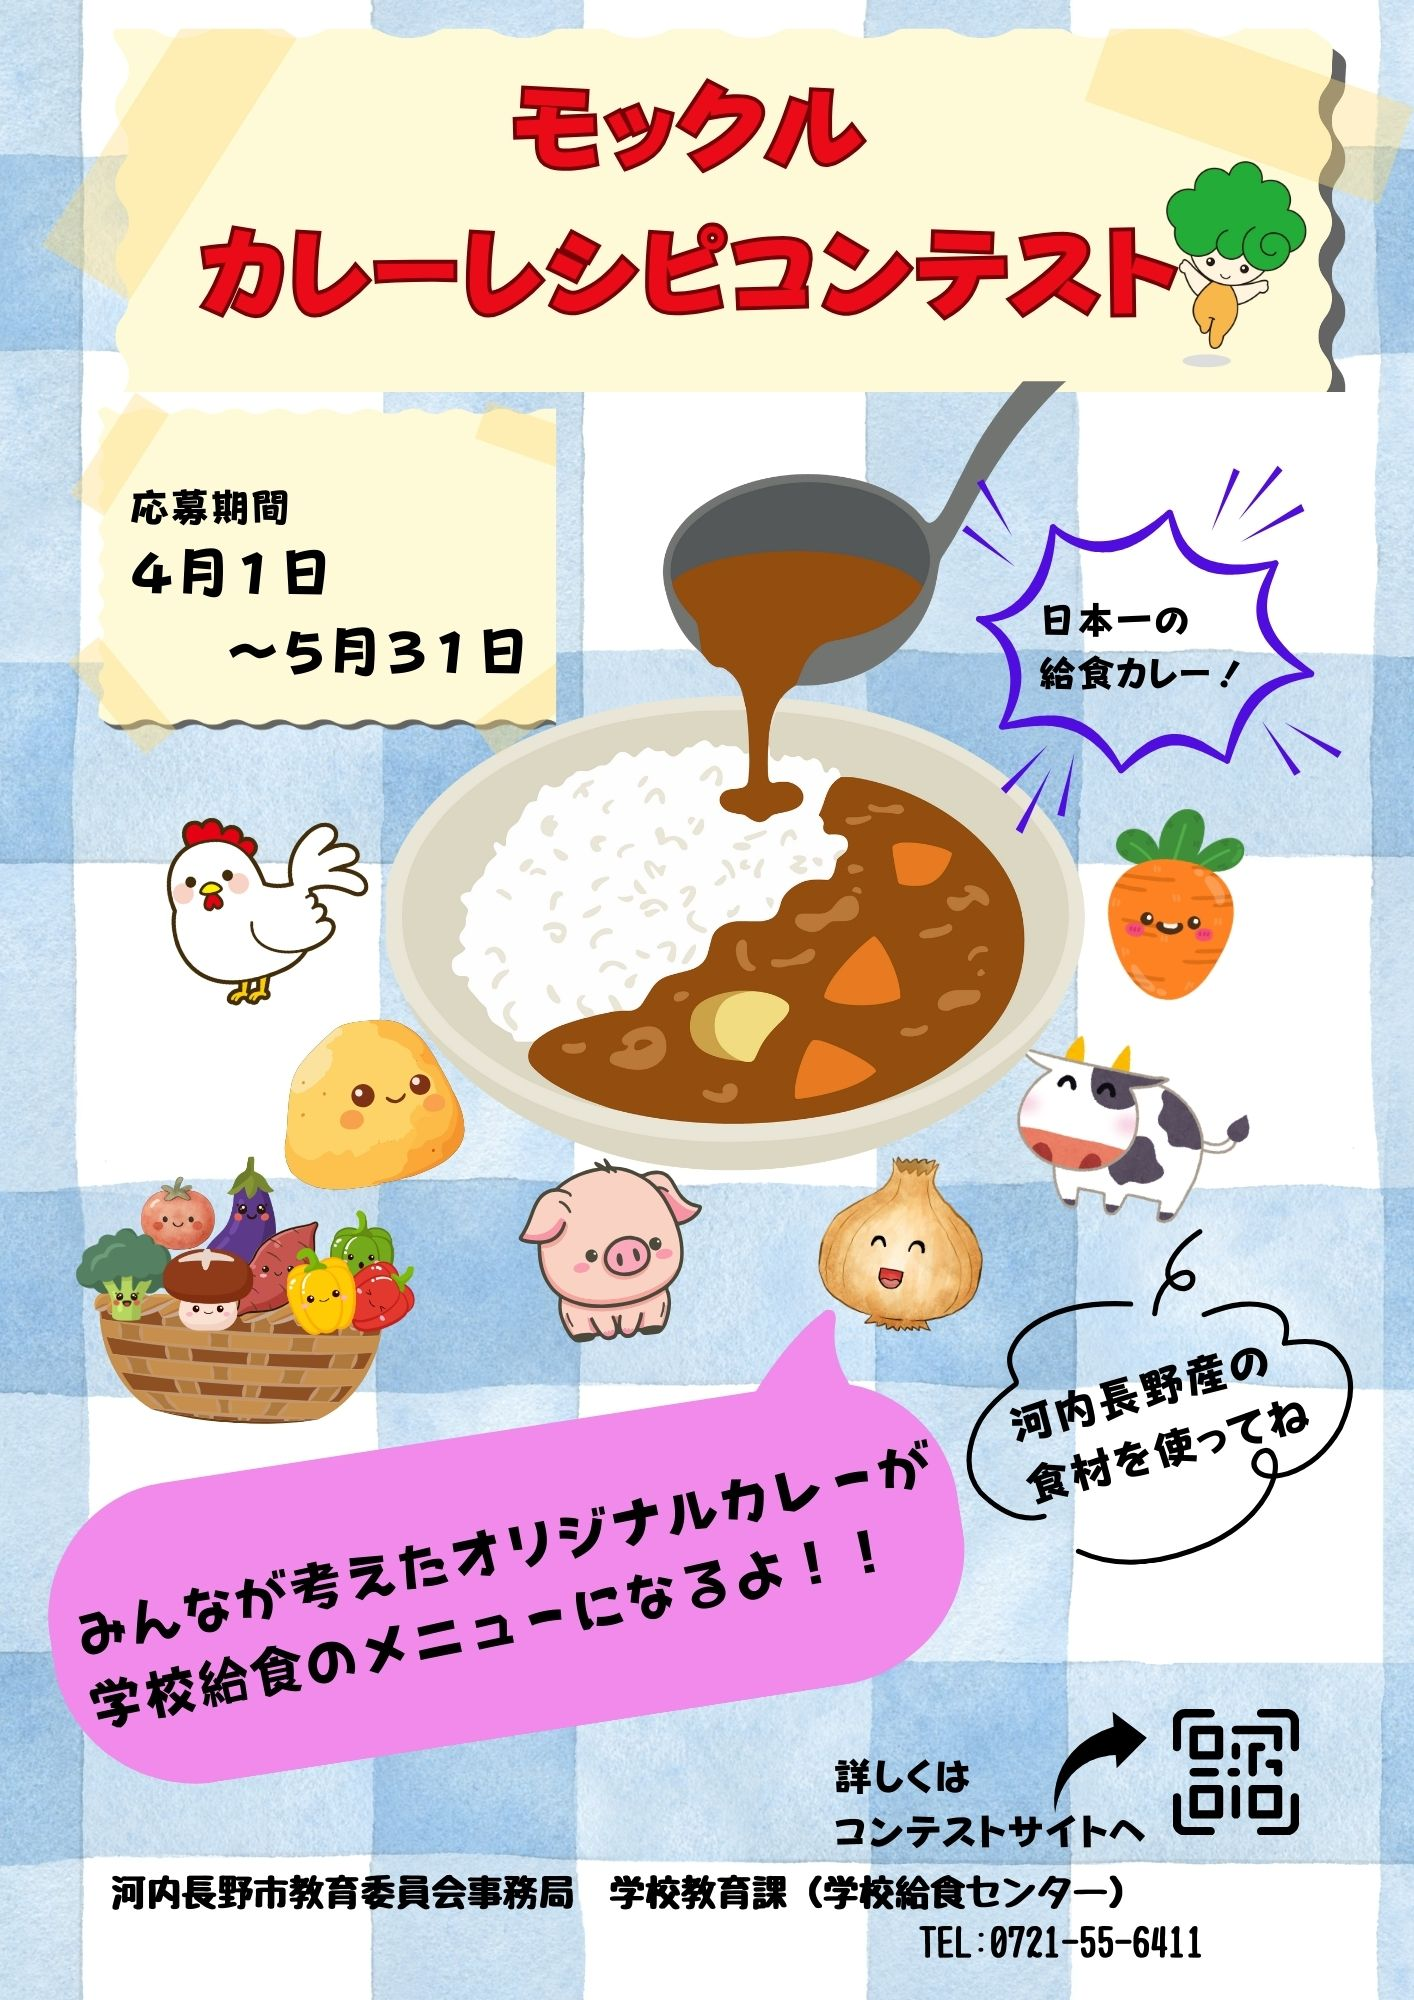 モックル
カレーレシピコンテスト
応募期間
4月1日
～5月31日
日本一の
給食カレー！
河内長野産の
食材を使ってね
みんなが考えたオリジナルカレーが
学校給食のメニューになるよ！！
詳しくは
コンテストサイトへ
河内長野市教育委員会事務局　学校教育課（学校給食センター）
TEL:0721-55-6411